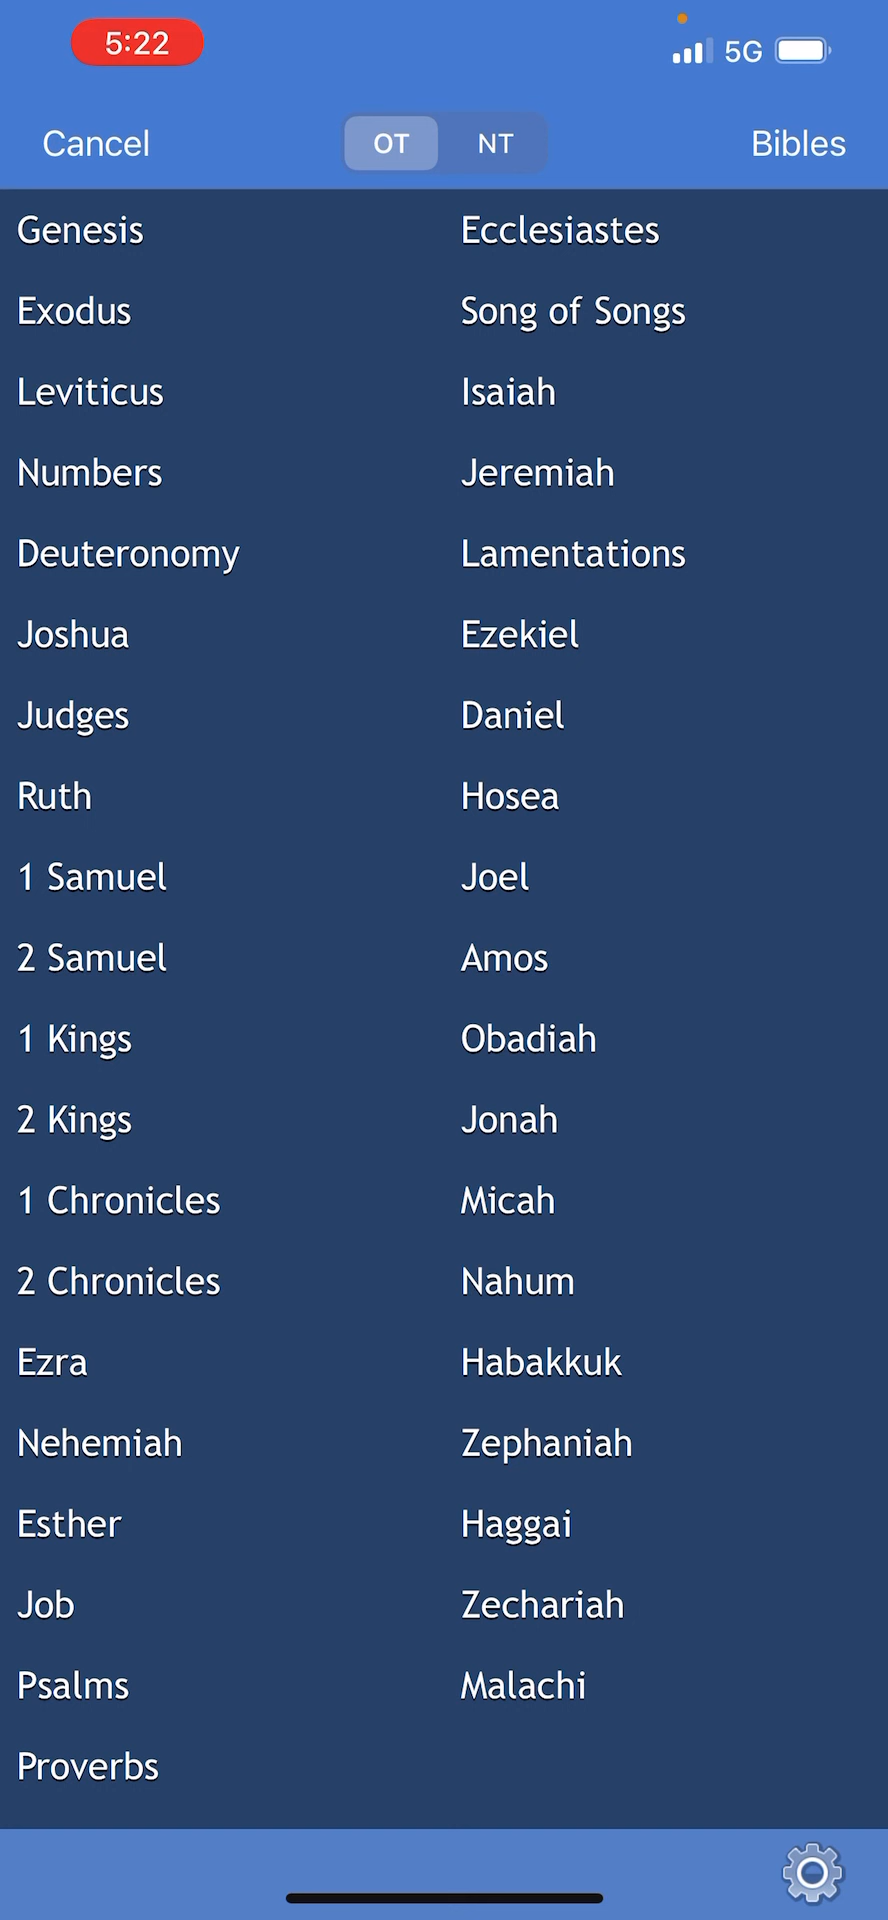 5:22
5G
Cancel
OT
NT
Bibles
Genesis
Exodus
Leviticus
Numbers
Deuteronomy
Joshua
Judges
Ruth
1 Samuel
2 Samuel
1 Kings
2 Kings
1 Chronicles
2 Chronicles
Ezra
Nehemiah
Esther
Job
Psalms
Proverbs
Ecclesiastes
Song of Songs
Isaiah
Jeremiah
Lamentations
Ezekiel
Daniel
Hosea
Joel
Amos
Obadiah
Jonah
Micah
Nahum
Habakkuk
Zephaniah
Haggai
Zechariah
Malachi